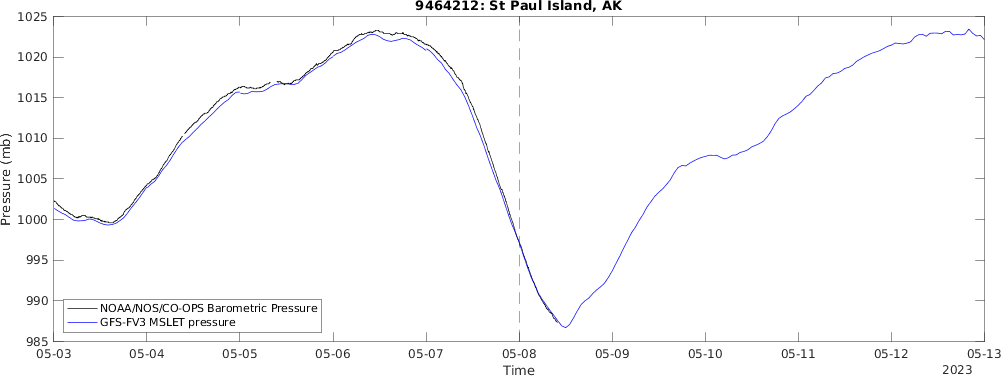 9464212: St Paul Island, AK
1025
1020
1015
1010
1005
1000
995
990
985
Pressure (mb)
NOAA/NOS/CO-OPS Barometric Pressure
GFS-FV3 MSLET pressure
05-03 05-04 05-05 05-06 05-07 05-08 05-09 05-10 05-11 05-12 05-13
Time
2023